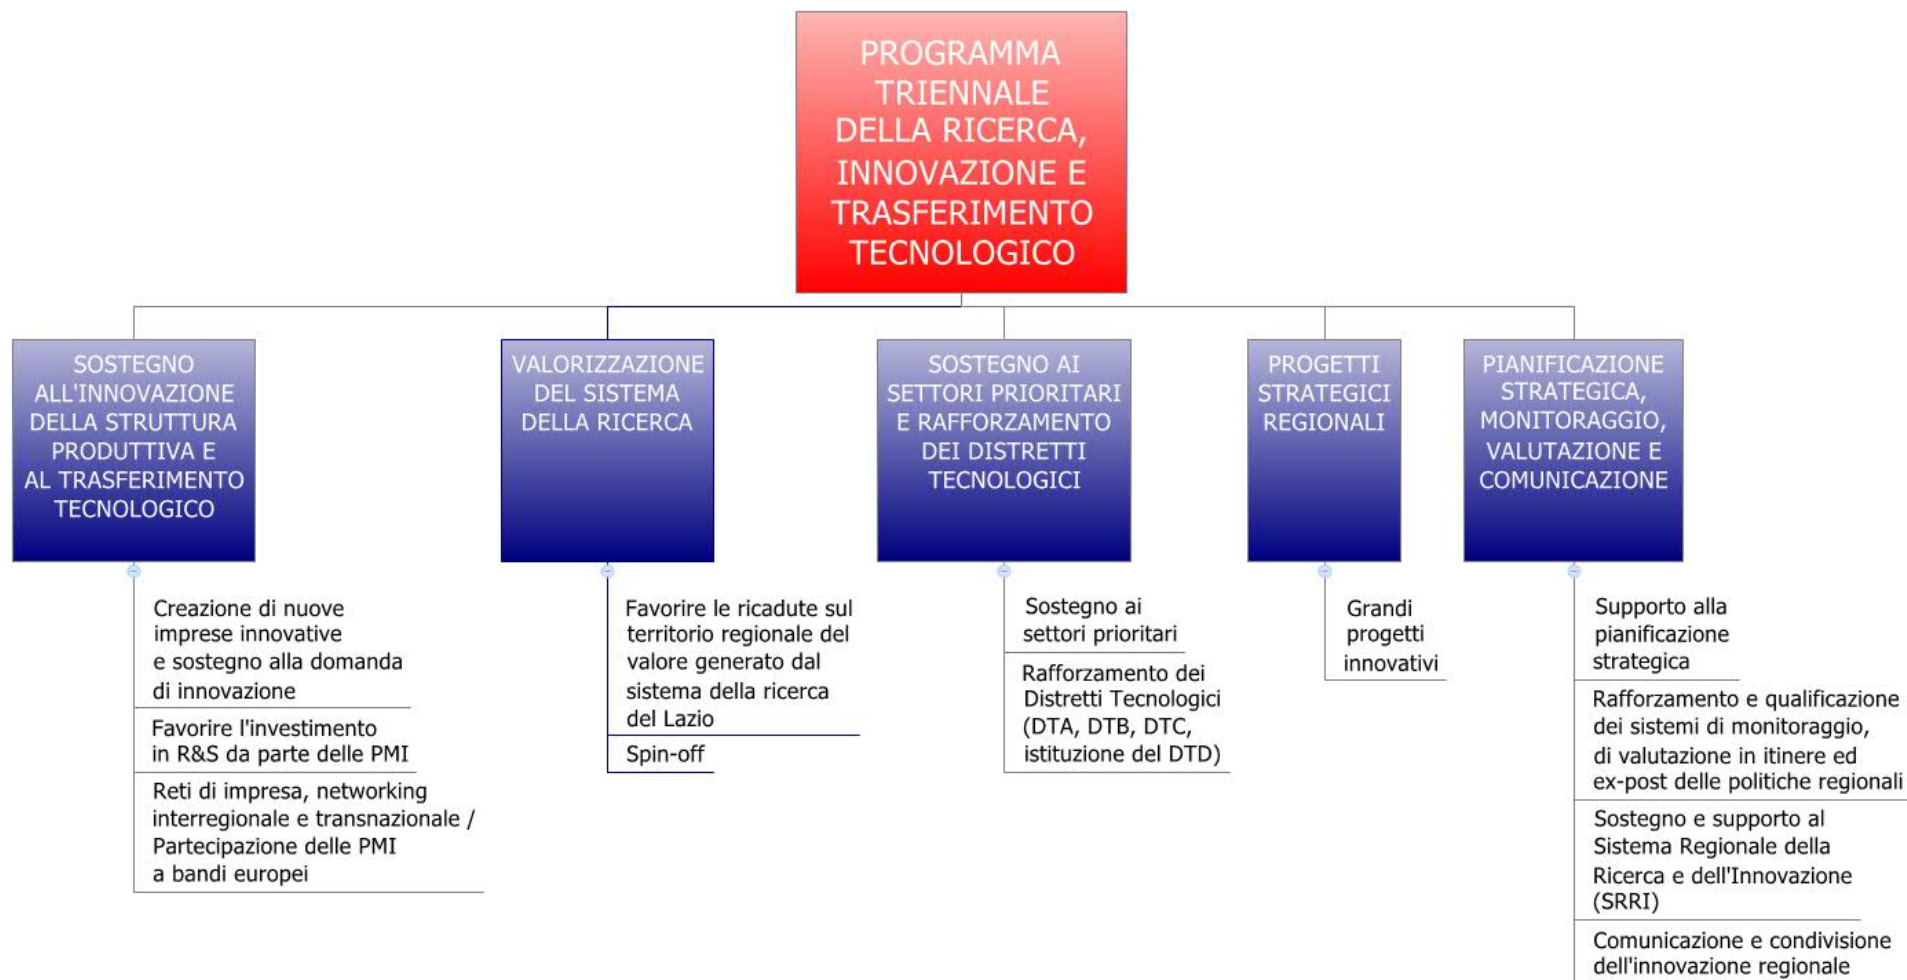 PROGRAMMA
TRIENNALE
DELLA RICERCA,
INNOVAZIONE E
TRASFERIMENTO
TECNOLOGICO
SOSTEGNO
ALL'INNOVAZIONE
DELLA STRUTTURA
PRODUTTIVA E
AL TRASFERIMENTO
TECNOLOGICO
Creazione di nuove
imprese innovative
e sostegno alla domanda
di innovazione
Favorire l'investimento
in R&S da parte delle PMI
Reti di impresa, networking
interregionale e transnazionale /
Partecipazione delle PMI
a bandi europei
VALORIZZAZIONE
DEL SISTEMA
DELLA RICERCA
Favorire le ricadute sul
territorio regionale del
valore generato dal
sistema della ricerca
del Lazio
Spin-off
SOSTEGNO AI
SETTORI PRIORITARI
E RAFFORZAMENTO
DEI DISTRETTI
TECNOLOGICI
Sostegno ai
settori prioritari
Rafforzamento dei
Distretti Tecnologici
(DTA, DTB, DTC,
istituzione del DTD)
PROGETTI
STRATEGICI
REGIONALI
Grandi
progetti
innovativi
PIANIFICAZIONE
STRATEGICA,
MONITORAGGIO,
VALUTAZIONE E
COMUNICAZIONE
Supporto alla
pianificazione
strategica
Rafforzamento e qualificazione
dei sistemi di monitoraggio,
di valutazione in itinere ed
ex-post delle politiche regionali
Sostegno e supporto al
Sistema Regionale della
Ricerca e dell'Innovazione
(SRRI)
Comunicazione e condivisione
dell'innovazione regionale